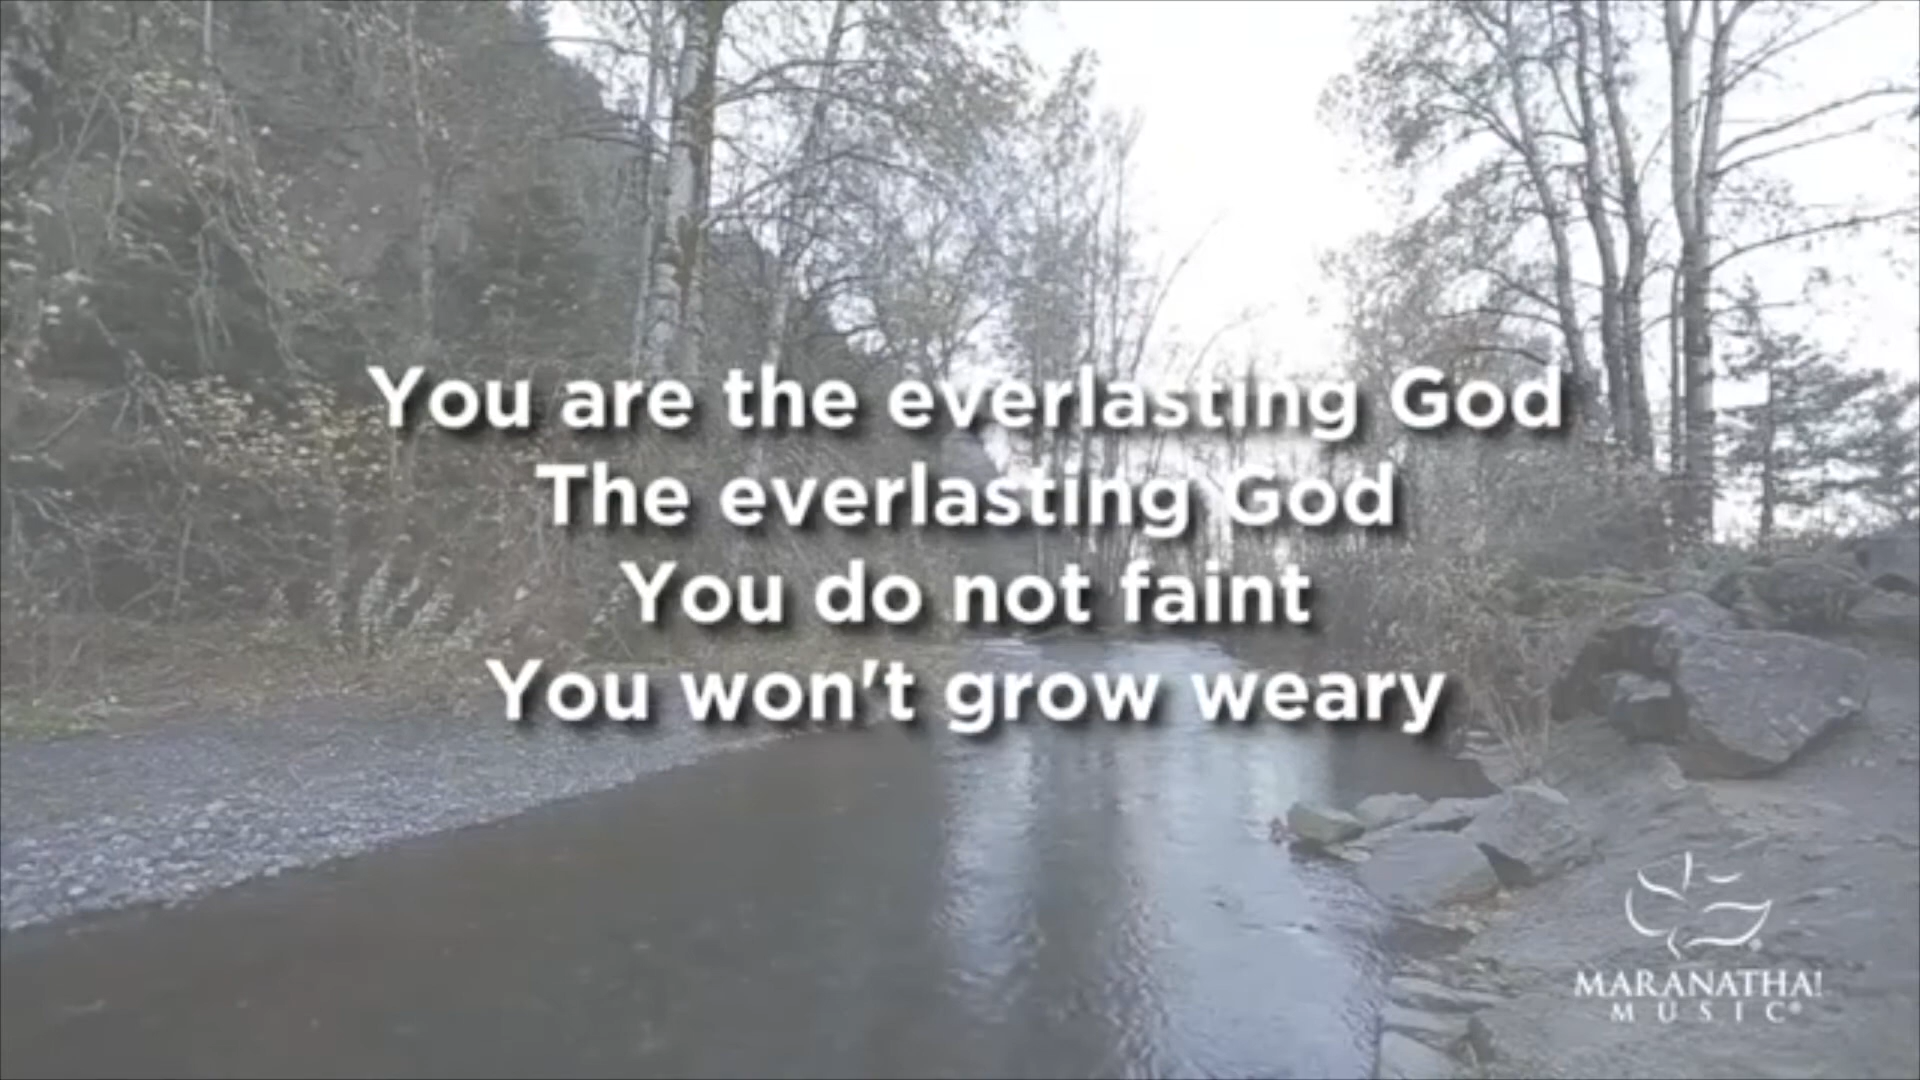 You are the everlasting God
The everlasting God
You do not faint
You won't grow weary
MARANATHA!
MUSIC®